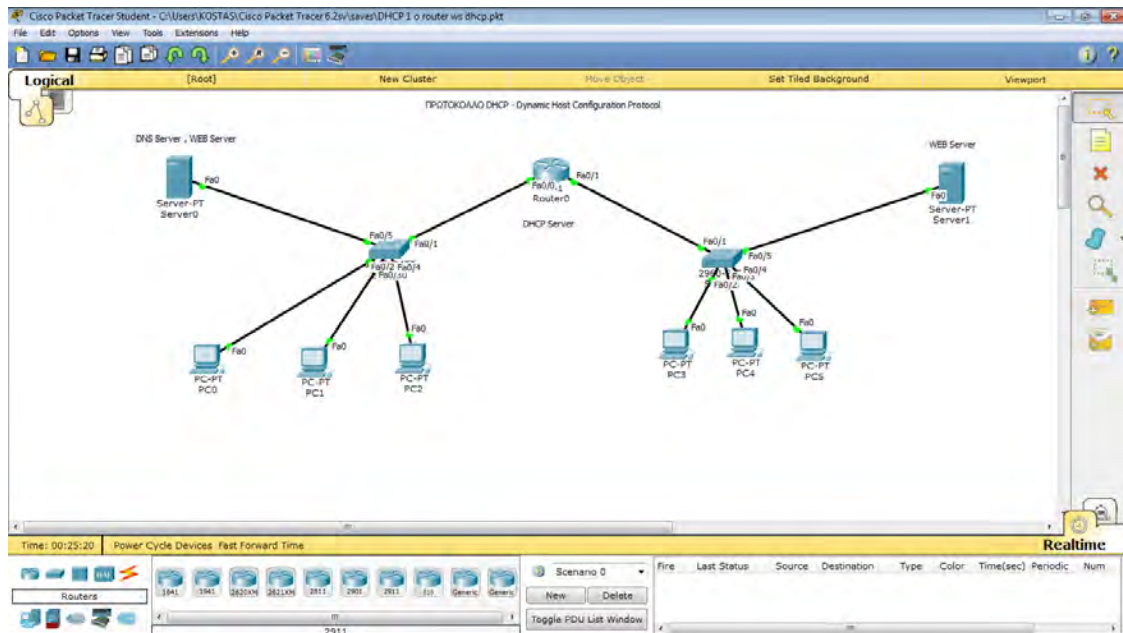 Cisco Packet Tracer Student - C:\Users\KOSTAS\Cisco Packet Tracer 6.2sv\saves\DHCP 1 o router ws dhcp.pkt
File Edit Options View Tools Extensions Help
Logical [Root] New Cluster Move Object Set Tiled Background Viewport
ΠΡΩΤΟΚΟΛΛΟ DHCP - Dynamic Host Configuration Protocol
DNS Server , WEB Server
WEB Server
Fa0
Server-PT
Server0
Fa0/0
Fa0/1
Router0
DHCP Server
Fa0
Server-PT
Server1
Fa0/5
Fa0/1
Fa0/2 Fa0/4
Fa0/1
Fa0/5
Fa0/4
Fa0/2
Fa0
PC-PT
PC0
Fa0
PC-PT
PC1
Fa0
PC-PT
PC2
Fa0
PC-PT
PC3
Fa0
PC-PT
PC4
Fa0
PC-PT
PC5
Time: 00:25:20 Power Cycle Devices Fast Forward Time
Realtime
Routers
1841 1941 2620XM 2621XM 2811 2901 2911 819 Generic Generic
2911
Scenario 0
New Delete
Toggle PDU List Window
Fire Last Status Source Destination Type Color Time(sec) Periodic Num